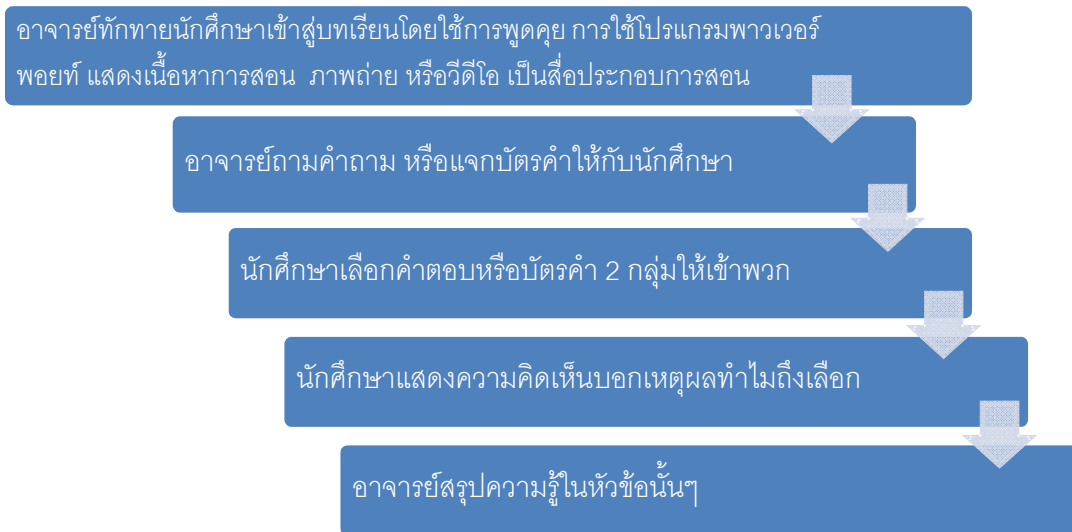 อาจารย์ทักทายนักศึกษาเข้าสู่บทเรียนโดยใช้การพูดคุย การใช้โปรแกรมพาวเวอร์
พอยท์ แสดงเนื้อหาการสอน ภาพถ่าย หรือวีดีโอ เป็นสื่อประกอบการสอน
อาจารย์ถามคำถาม หรือแจกบัตรคำให้กับนักศึกษา
นักศึกษาเลือกคำตอบหรือบัตรคำ 2 กลุ่มให้เข้าพวก
นักศึกษาแสดงความคิดเห็นบอกเหตุผลทำไมถึงเลือก
อาจารย์สรุปความรู้ในหัวข้อนั้นๆ